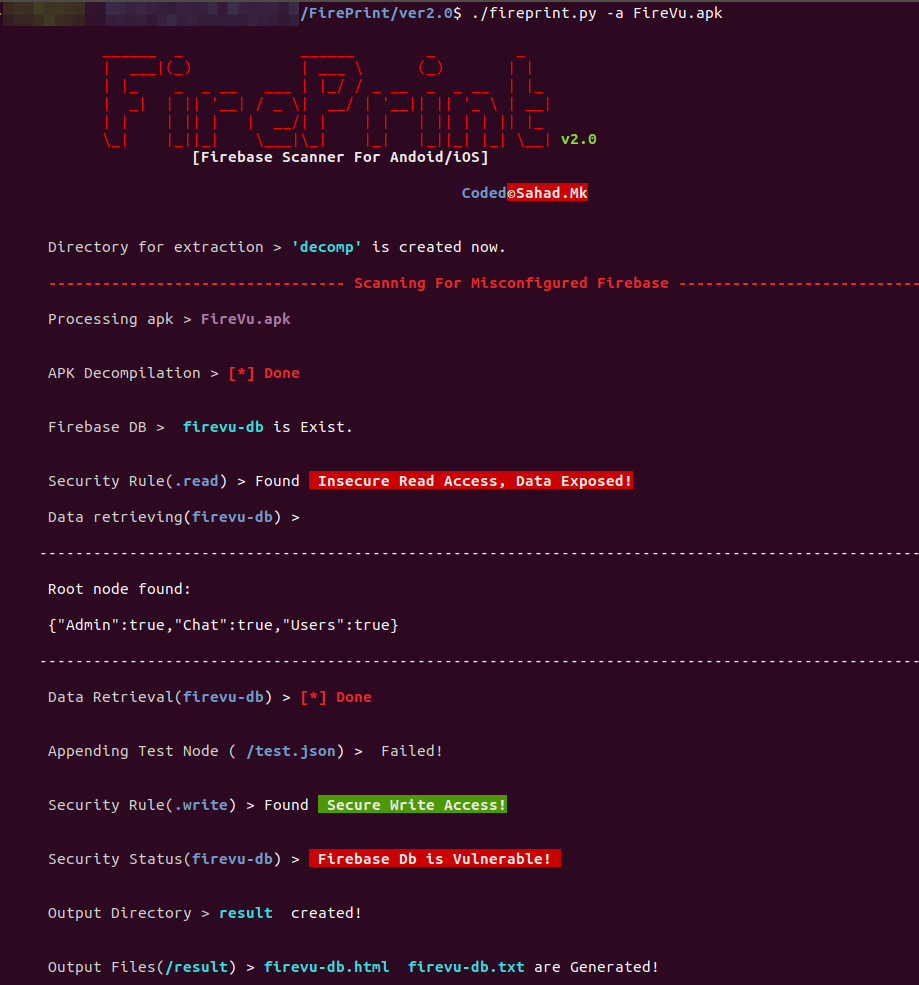 /FirePrint/ver2.0$ ./fireprint.py -a FireVu.apk
FirePrint
v2.0
[Firebase Scanner For Andoid/iOS]
Coded©Sahad.Mk
Directory for extraction > 'decomp' is created now.
--------------------------------- Scanning For Misconfigured Firebase ---------------------------
Processing apk > FireVu.apk
APK Decompilation > [*] Done
Firebase DB >  firevu-db is Exist.
Security Rule(.read) > Found  Insecure Read Access, Data Exposed!
Data retrieving(firevu-db) >
Root node found:
{"Admin":true,"Chat":true,"Users":true}
Data Retrieval(firevu-db) > [*] Done
Appending Test Node ( /test.json) >  Failed!
Security Rule(.write) > Found  Secure Write Access!
Security Status(firevu-db) >  Firebase Db is Vulnerable!
Output Directory > result  created!
Output Files(/result) > firevu-db.html  firevu-db.txt are Generated!